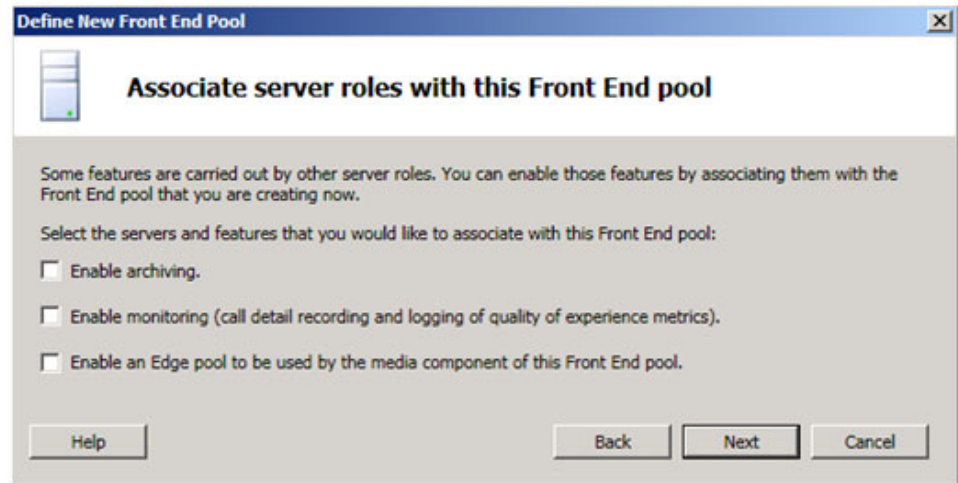 Define New Front End Pool
Associate server roles with this Front End pool
Some features are carried out by other server roles. You can enable those features by associating them with the
Front End pool that you are creating now.
Select the servers and features that you would like to associate with this Front End pool:
Enable archiving.
Enable monitoring (call detail recording and logging of quality of experience metrics).
Enable an Edge pool to be used by the media component of this Front End pool.
Help Back Next Cancel